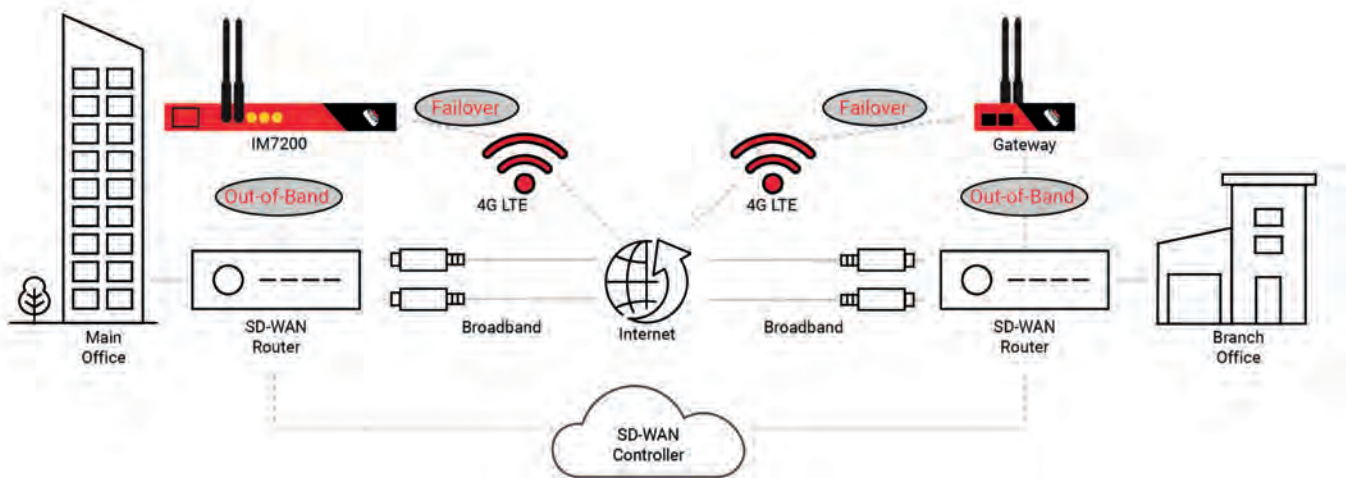 Failover
Failover
IM7200
Gateway
Out-of-Band
4G LTE
4G LTE
Out-of-Band
Main
Office
SD-WAN
Router
Broadband
Internet
Broadband
SD-WAN
Router
Branch
Office
SD-WAN
Controller